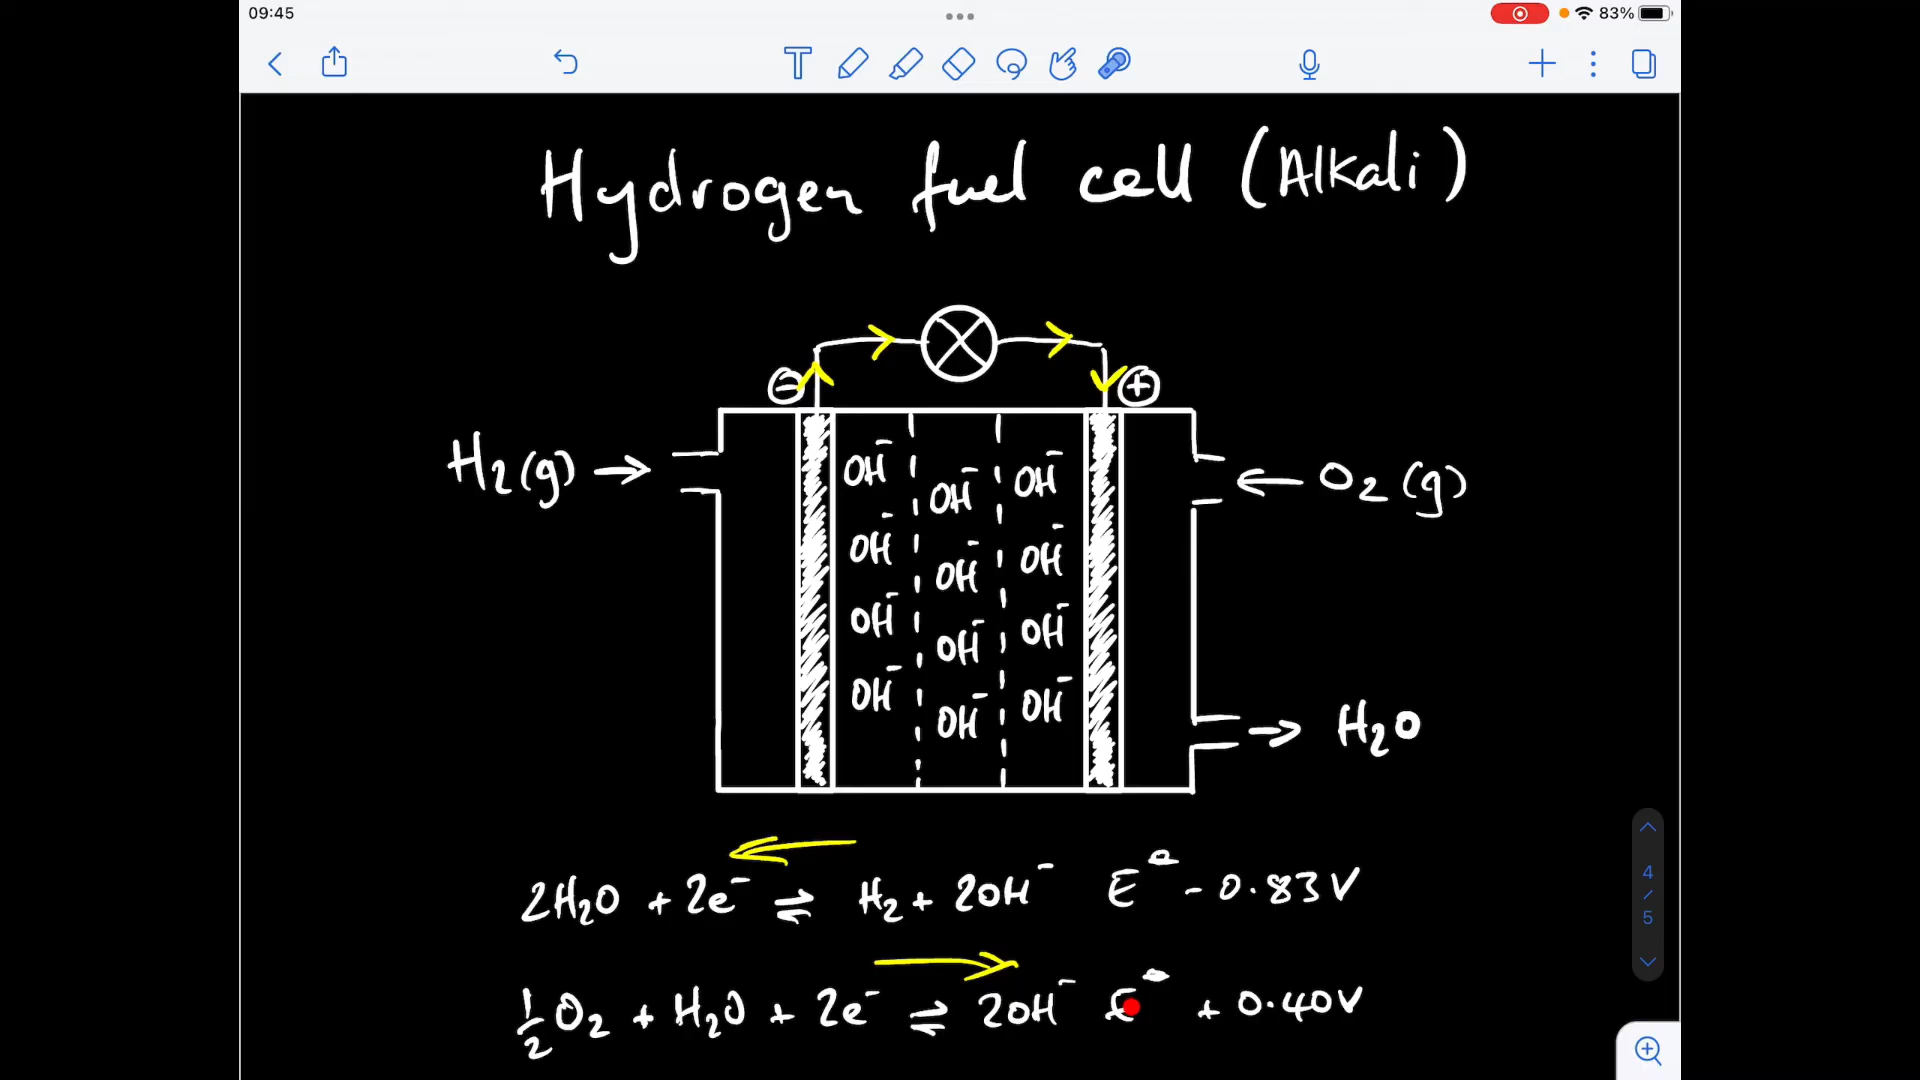 09:45
83%
Hydrogen fuel cell (Alkali)
− +
H₂(g) → ← O₂(g)
OH⁻ OH⁻ OH⁻
OH⁻ OH⁻ OH⁻
OH⁻ OH⁻ OH⁻
OH⁻ OH⁻ OH⁻
→ H₂O
2H₂O + 2e⁻ ⇌ H₂ + 2OH⁻ E⊖ - 0.83V
½O₂ + H₂O + 2e⁻ ⇌ 2OH⁻ E⊖ + 0.40V
4
/
5